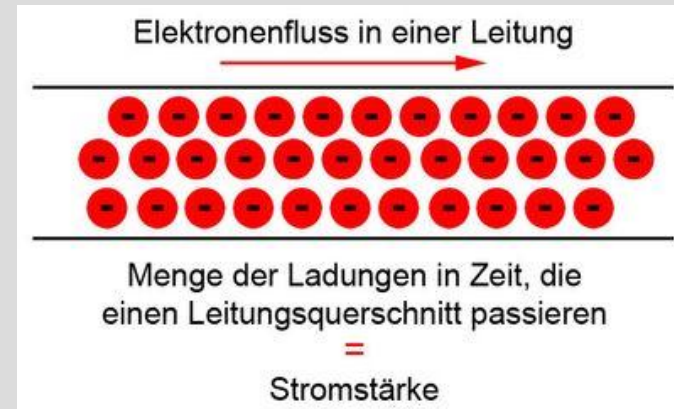 Elektronenfluss in einer Leitung
Menge der Ladungen in Zeit, die
einen Leitungsquerschnitt passieren
=
Stromstärke